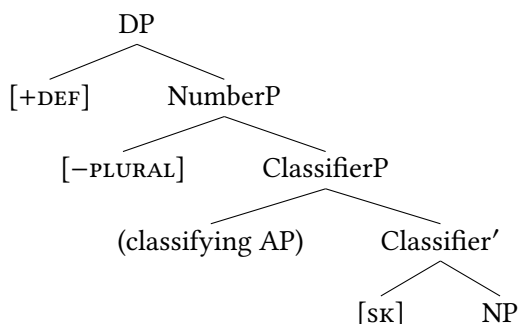 DP
[+DEF] NumberP
[−PLURAL] ClassifierP
(classifying AP) Classifier′
[SK] NP